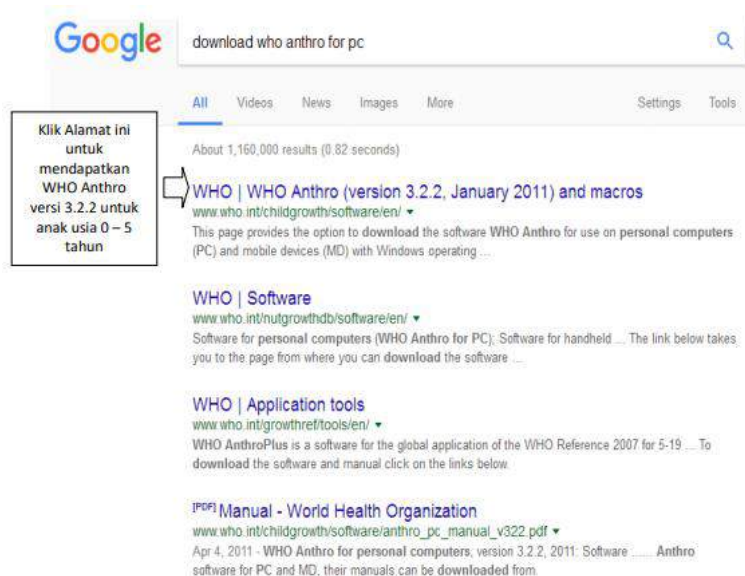 Google
download who anthro for pc
All Videos News Images More Settings Tools
About 1,160,000 results (0.82 seconds)
Klik Alamat ini
untuk
mendapatkan
WHO Anthro
versi 3.2.2 untuk
anak usia 0 – 5
tahun
WHO | WHO Anthro (version 3.2.2, January 2011) and macros
www.who.int/childgrowth/software/en/
This page provides the option to download the software WHO Anthro for use on personal computers
(PC) and mobile devices (MD) with Windows operating ...
WHO | Software
www.who.int/nutgrowthdb/software/en/
Software for personal computers (WHO Anthro for PC); Software for handheld ... The link below takes
you to the page from where you can download the software ...
WHO | Application tools
www.who.int/growthref/tools/en/
WHO AnthroPlus is a software for the global application of the WHO Reference 2007 for 5-19 ... To
download the software and manual click on the links below.
[PDF] Manual - World Health Organization
www.who.int/childgrowth/software/anthro_pc_manual_v322.pdf
Apr 4, 2011 - WHO Anthro for personal computers, version 3.2.2, 2011: Software ...... Anthro
software for PC and MD, their manuals can be downloaded from.